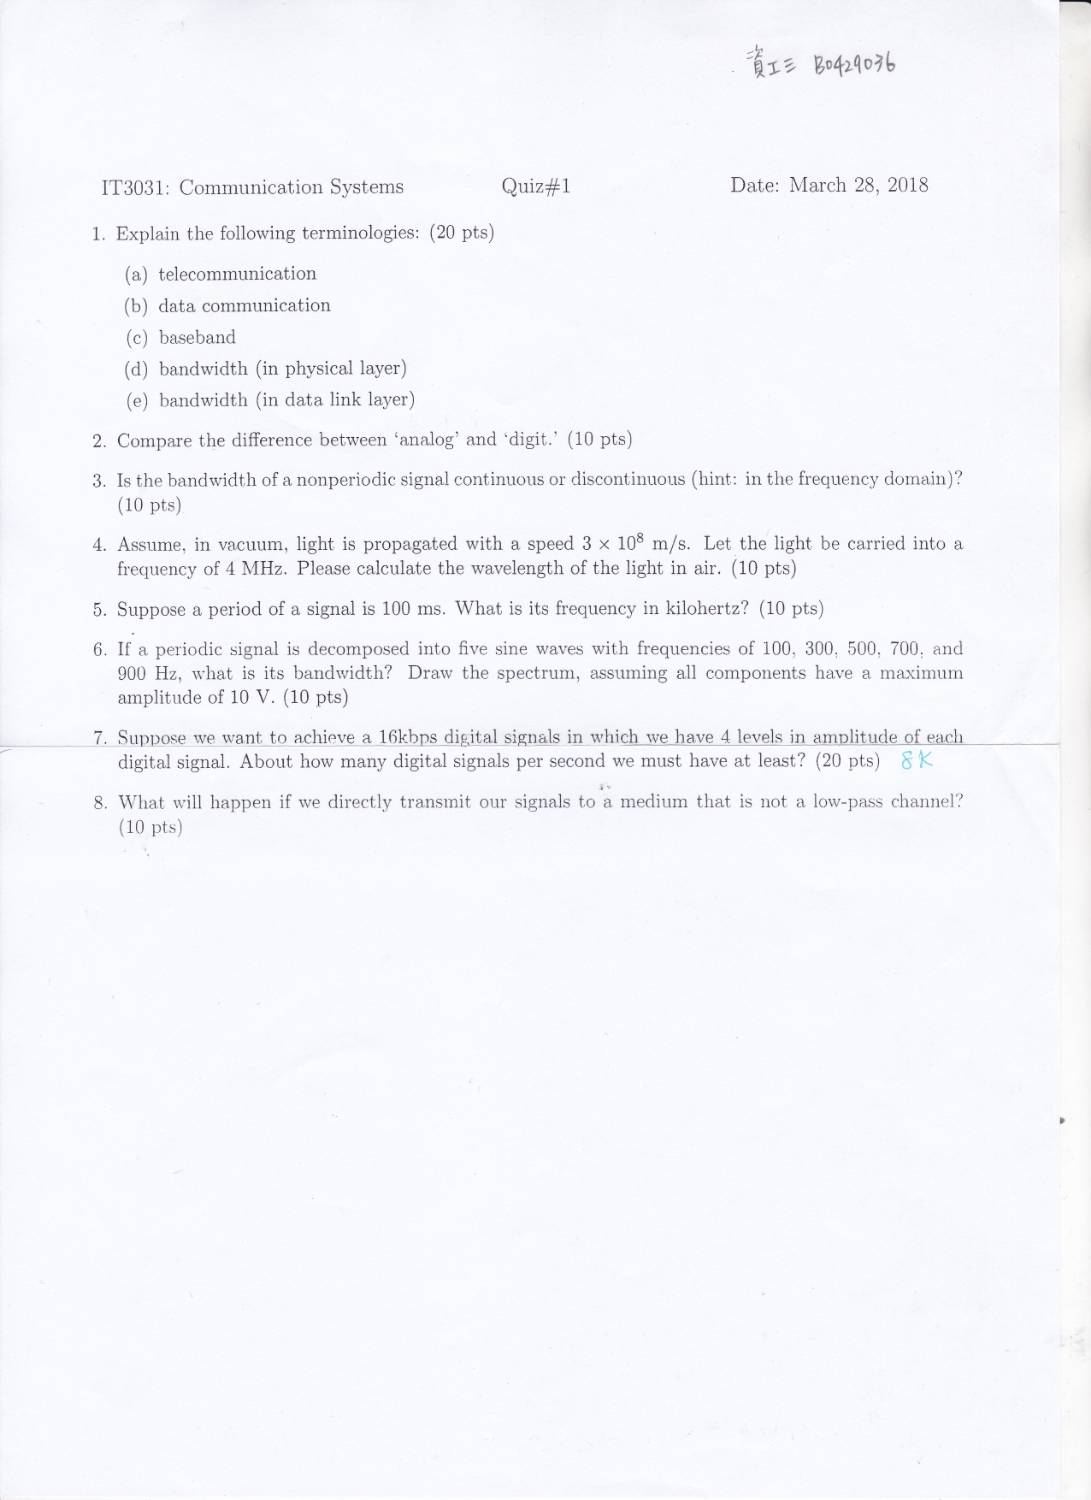 資工三 B0429036
IT3031: Communication Systems Quiz#1 Date: March 28, 2018
1. Explain the following terminologies: (20 pts)
(a) telecommunication
(b) data communication
(c) baseband
(d) bandwidth (in physical layer)
(e) bandwidth (in data link layer)
2. Compare the difference between ‘analog’ and ‘digit.’ (10 pts)
3. Is the bandwidth of a nonperiodic signal continuous or discontinuous (hint: in the frequency domain)?
(10 pts)
4. Assume, in vacuum, light is propagated with a speed 3 × 10⁸ m/s. Let the light be carried into a
frequency of 4 MHz. Please calculate the wavelength of the light in air. (10 pts)
5. Suppose a period of a signal is 100 ms. What is its frequency in kilohertz? (10 pts)
6. If a periodic signal is decomposed into five sine waves with frequencies of 100, 300, 500, 700, and
900 Hz, what is its bandwidth? Draw the spectrum, assuming all components have a maximum
amplitude of 10 V. (10 pts)
7. Suppose we want to achieve a 16kbps digital signals in which we have 4 levels in amplitude of each
digital signal. About how many digital signals per second we must have at least? (20 pts) 8K
8. What will happen if we directly transmit our signals to a medium that is not a low-pass channel?
(10 pts)